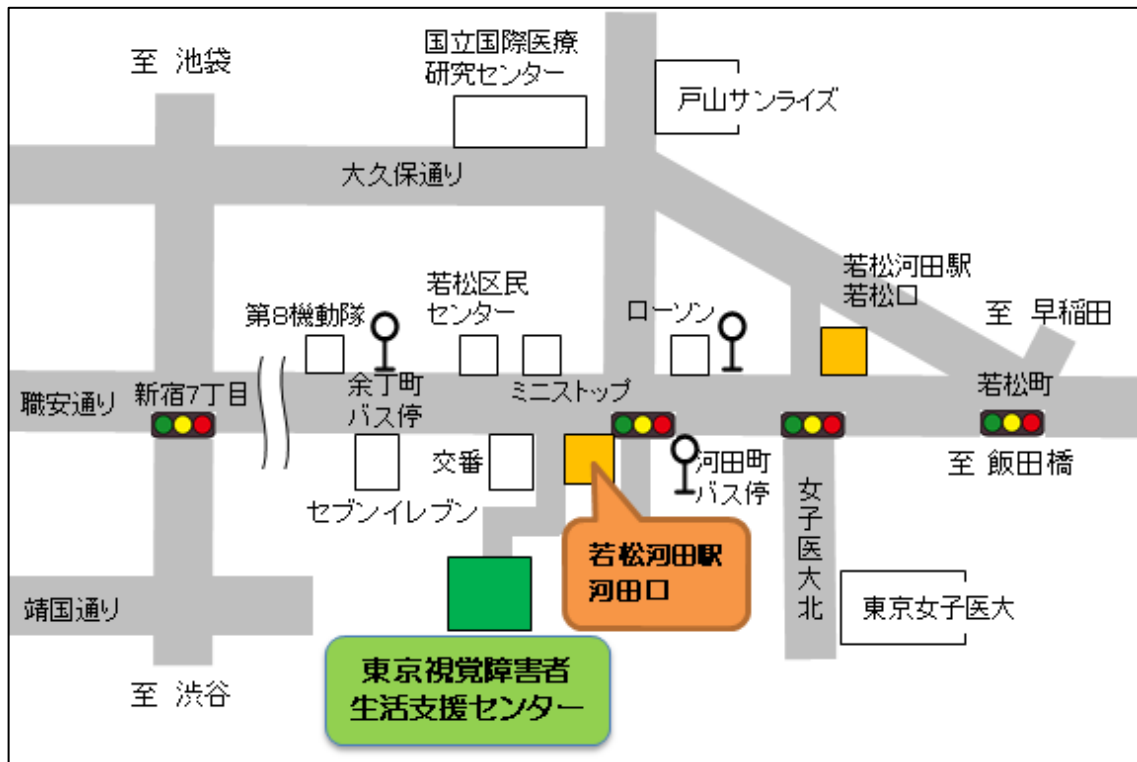 至 池袋
国立国際医療
研究センター
戸山サンライズ
大久保通り
若松河田駅
若松口
至 早稲田
第8機動隊
若松区民
センター
ローソン
職安通り
新宿7丁目
余丁町
バス停
ミニストップ
若松町
交番
河田町
バス停
至 飯田橋
セブンイレブン
女子医大北
若松河田駅
河田口
靖国通り
東京女子医大
東京視覚障害者
生活支援センター
至 渋谷